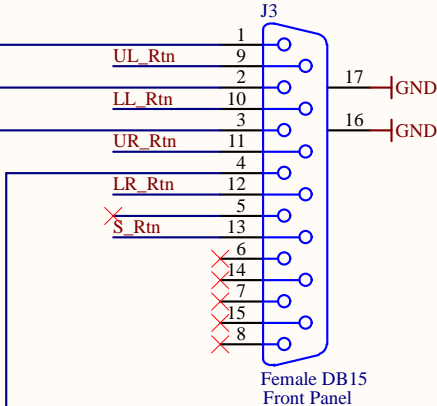 J3
1
UL_Rtn 9
2 17 GND
LL_Rtn 10
3 16 GND
UR_Rtn 11
4
LR_Rtn 12
5
S_Rtn 13
6
14
7
15
8
Female DB15
Front Panel